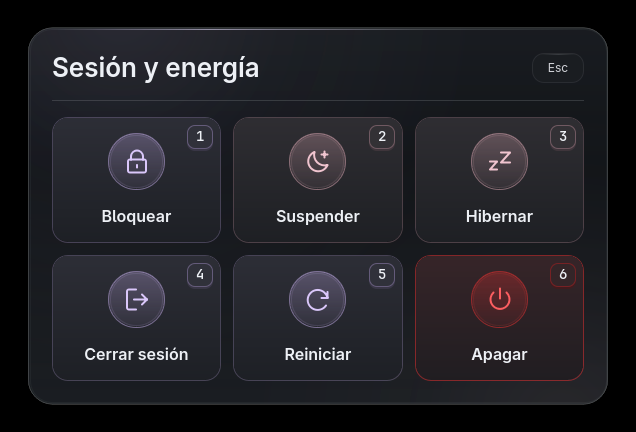 Sesión y energía
Esc
1
Bloquear
2
Suspender
3
Hibernar
4
Cerrar sesión
5
Reiniciar
6
Apagar